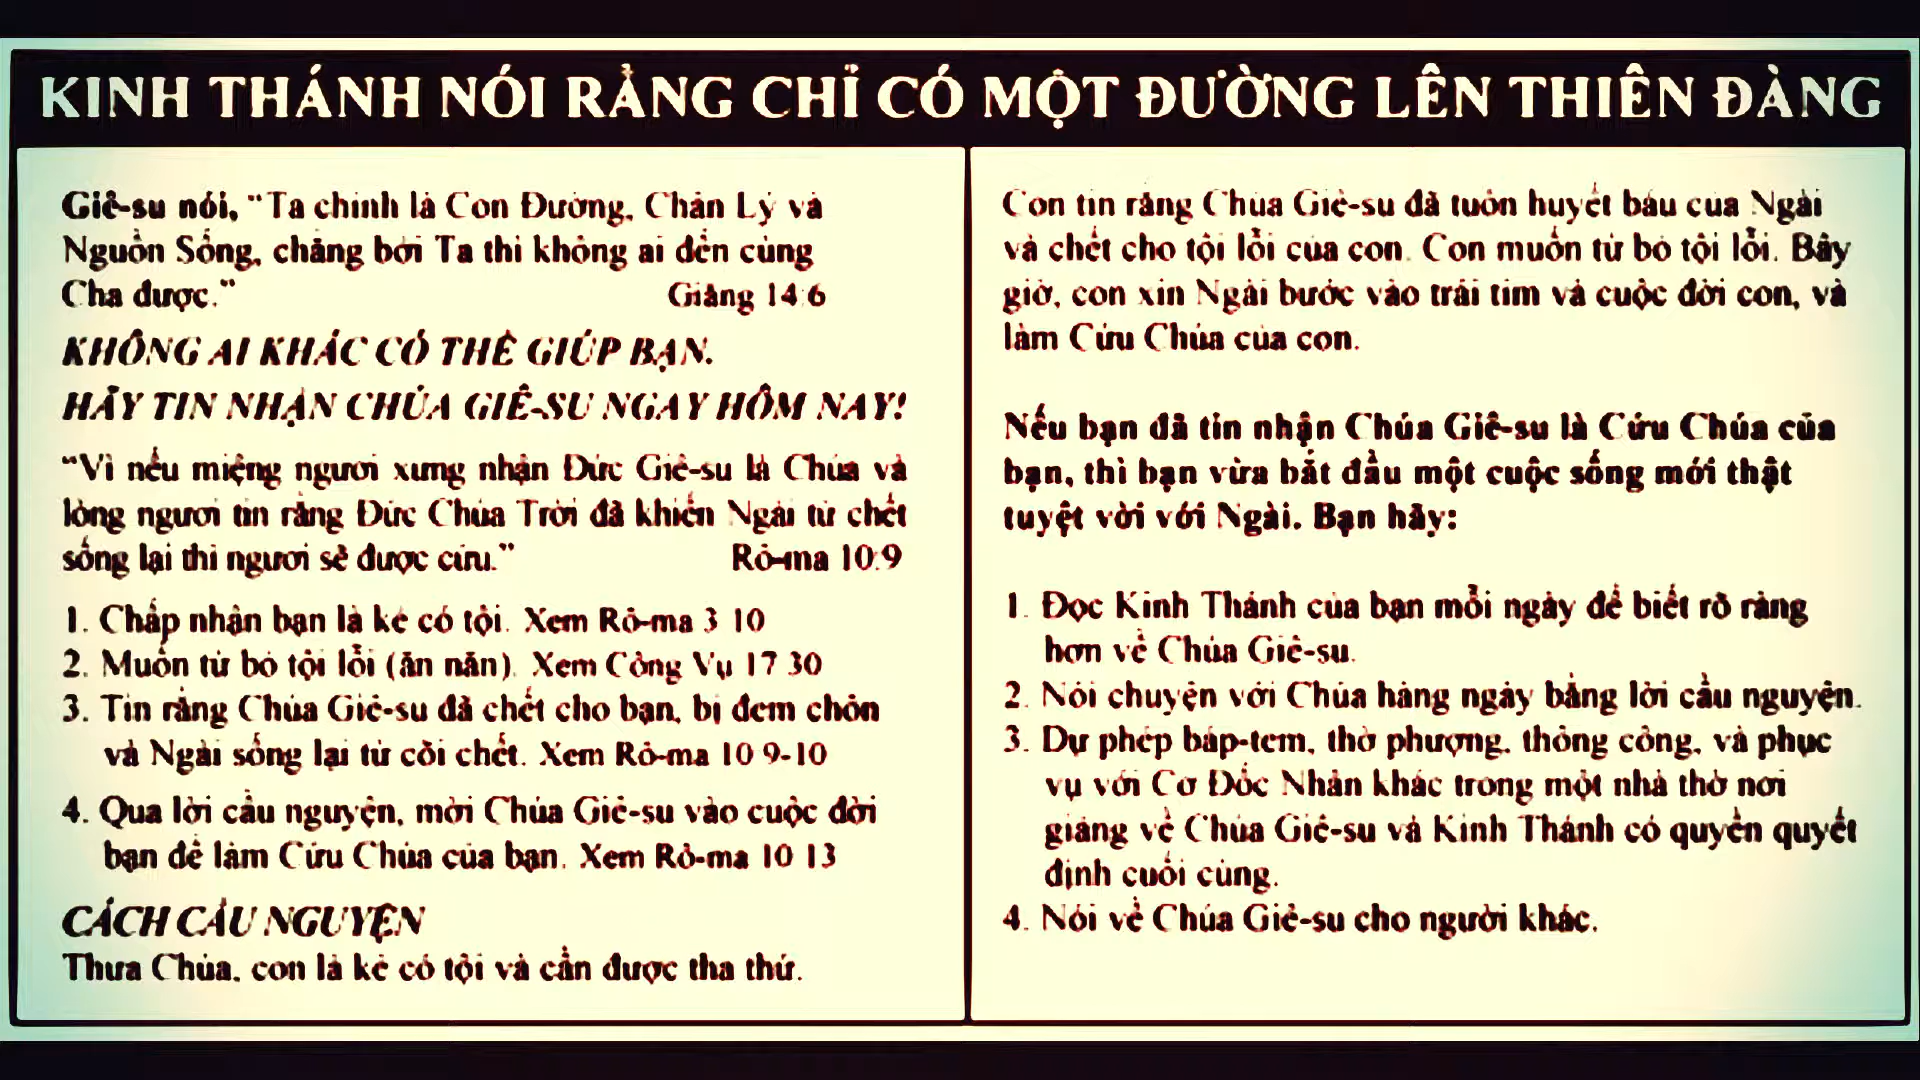 KINH THÁNH NÓI RẰNG CHỈ CÓ MỘT ĐƯỜNG LÊN THIÊN ĐÀNG
Giê-su nói, “Ta chính là Con Đường, Chân Lý và
Nguồn Sống, chẳng bởi Ta thì không ai đến cùng
Cha được.” Giăng 14:6
KHÔNG AI KHÁC CÓ THỂ GIÚP BẠN.
HÃY TIN NHẬN CHÚA GIÊ-SU NGAY HÔM NAY!
“Vì nếu miệng ngươi xưng nhận Đức Giê-su là Chúa và
lòng ngươi tin rằng Đức Chúa Trời đã khiến Ngài từ chết
sống lại thì ngươi sẽ được cứu.” Rô-ma 10:9
1. Chấp nhận bạn là kẻ có tội. Xem Rô-ma 3:10
2. Muốn từ bỏ tội lỗi (ăn năn). Xem Công Vụ 17:30
3. Tin rằng Chúa Giê-su đã chết cho bạn, bị đem chôn
và Ngài sống lại từ cõi chết. Xem Rô-ma 10:9-10
4. Qua lời cầu nguyện, mời Chúa Giê-su vào cuộc đời
bạn để làm Cứu Chúa của bạn. Xem Rô-ma 10:13
CÁCH CẦU NGUYỆN
Thưa Chúa, con là kẻ có tội và cần được tha thứ.
Con tin rằng Chúa Giê-su đã tuôn huyết báu của Ngài
và chết cho tội lỗi của con. Con muốn từ bỏ tội lỗi. Bây
giờ, con xin Ngài bước vào trái tim và cuộc đời con, và
làm Cứu Chúa của con.
Nếu bạn đã tin nhận Chúa Giê-su là Cứu Chúa của
bạn, thì bạn vừa bắt đầu một cuộc sống mới thật
tuyệt vời với Ngài. Bạn hãy:
1. Đọc Kinh Thánh của bạn mỗi ngày để biết rõ ràng
hơn về Chúa Giê-su.
2. Nói chuyện với Chúa hàng ngày bằng lời cầu nguyện.
3. Dự phép báp-tem, thờ phượng, thông công, và phục
vụ với Cơ Đốc Nhân khác trong một nhà thờ nơi
giảng về Chúa Giê-su và Kinh Thánh có quyền quyết
định cuối cùng.
4. Nói về Chúa Giê-su cho người khác.